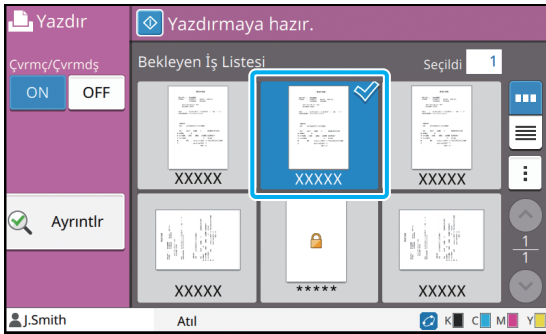 Yazdır
Yazdırmaya hazır.
Çvrmç/Çvrmdş
ON OFF
Bekleyen İş Listesi
Seçildi 1
XXXXX XXXXX XXXXX
Ayrıntlr
XXXXX ***** XXXXX
1
1
J.Smith
Atıl
K C M Y